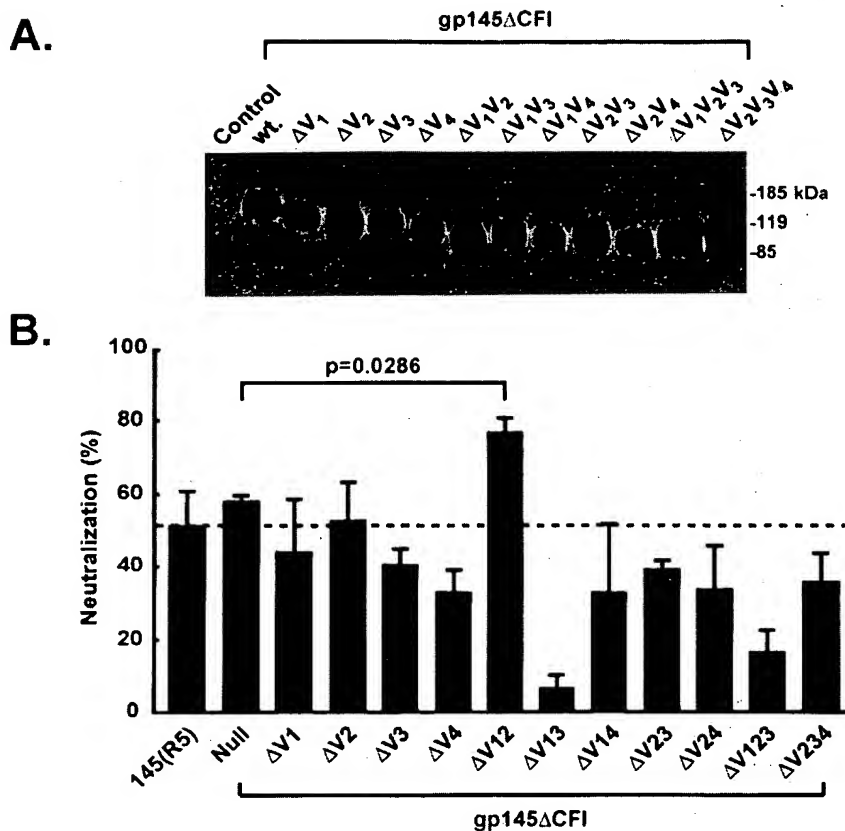 A.
gp145ΔCFI
Control
wt.
ΔV1
ΔV2
ΔV3
ΔV4
ΔV1V2
ΔV1V3
ΔV1V4
ΔV2V3
ΔV2V4
ΔV1V2V3
ΔV2V3V4
-185 kDa
-119
-85
B.
100
80
60
40
20
0
Neutralization (%)
p=0.0286
145(R5)
Null
ΔV1
ΔV2
ΔV3
ΔV4
ΔV12
ΔV13
ΔV14
ΔV23
ΔV24
ΔV123
ΔV234
gp145ΔCFI